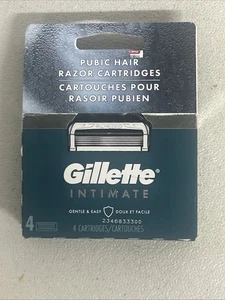 PUBIC HAIR
RAZOR CARTRIDGES
CARTOUCHES POUR
RASOIR PUBIEN
Gillette®
INTIMATE
GENTLE & EASY DOUX ET FACILE
2346833300
4
4 CARTRIDGES/CARTOUCHES